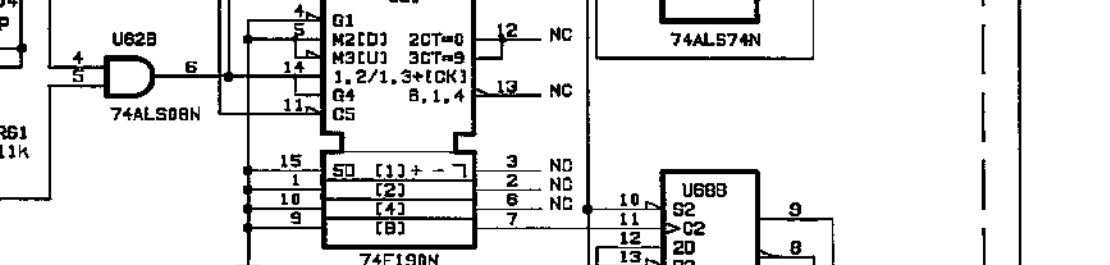 P
U62B
4
5
6
74ALS08N
R61
11K
4
5
14
11
G1
M2[D] 2CT=0
M3[U] 3CT=9
1,2/1,3+[CK]
G4 6,1,4
C5
12 NC
13 NC
15
1
10
9
5D [1]+ - ┐
[2]
[4]
[8]
3 NC
2 NC
6 NC
7
74F190N
74ALS74N
U68B
10
11
12
13
S2
C2
2D
9
8